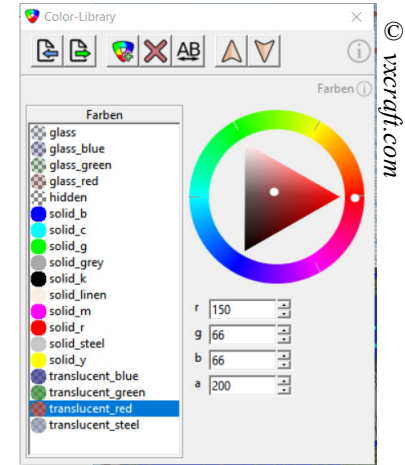 Color-Library
AB
Farben
Farben
glass
glass_blue
glass_green
glass_red
hidden
solid_b
solid_c
solid_g
solid_grey
solid_k
solid_linen
solid_m
solid_r
solid_steel
solid_y
translucent_blue
translucent_green
translucent_red
translucent_steel
r 150
g 66
b 66
a 200
© vxcraft.com